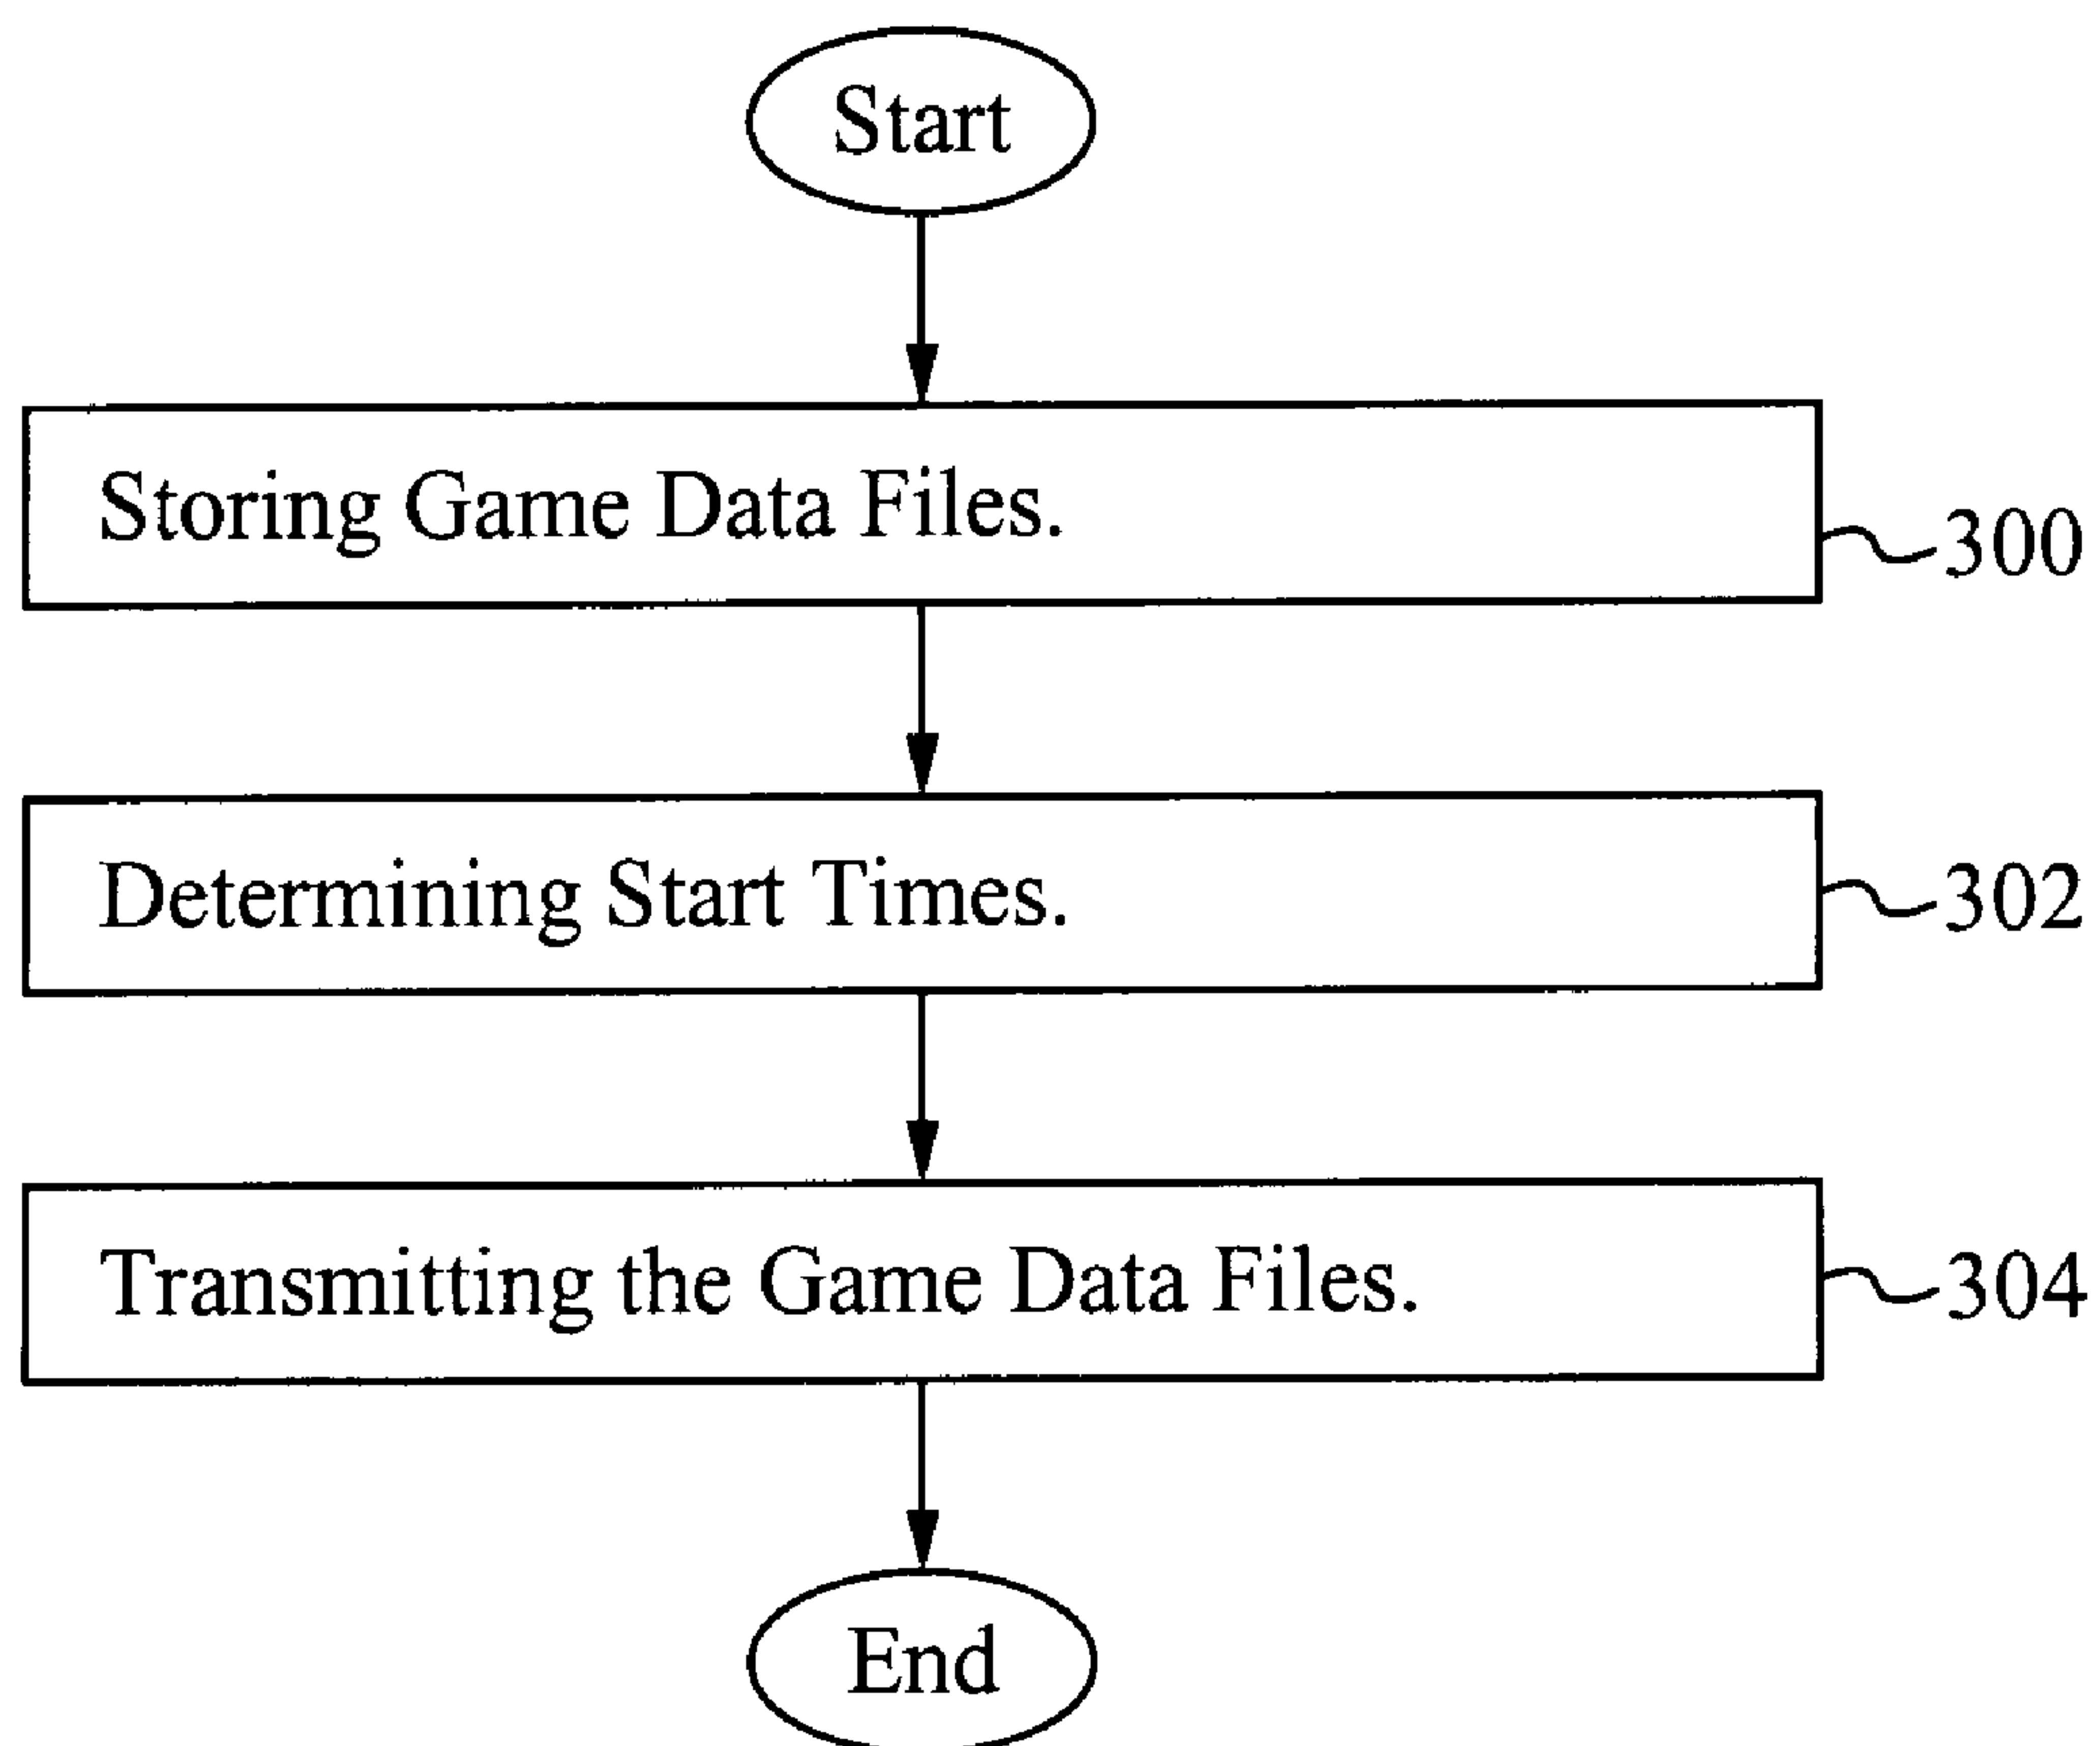 Start
Storing Game Data Files.
300
Determining Start Times.
302
Transmitting the Game Data Files.
304
End